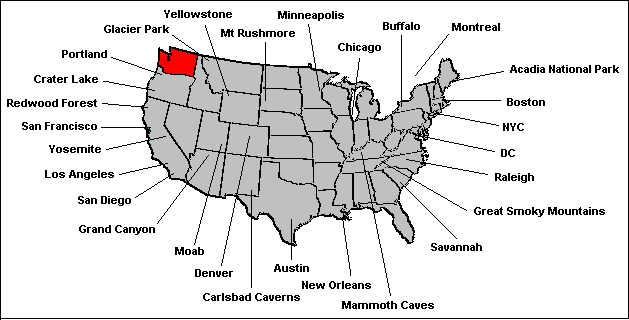 Yellowstone
Minneapolis
Glacier Park
Mt Rushmore
Buffalo
Montreal
Portland
Chicago
Crater Lake
Acadia National Park
Redwood Forest
Boston
San Francisco
NYC
Yosemite
DC
Los Angeles
Raleigh
San Diego
Great Smoky Mountains
Grand Canyon
Savannah
Moab
Denver
Austin
New Orleans
Carlsbad Caverns
Mammoth Caves